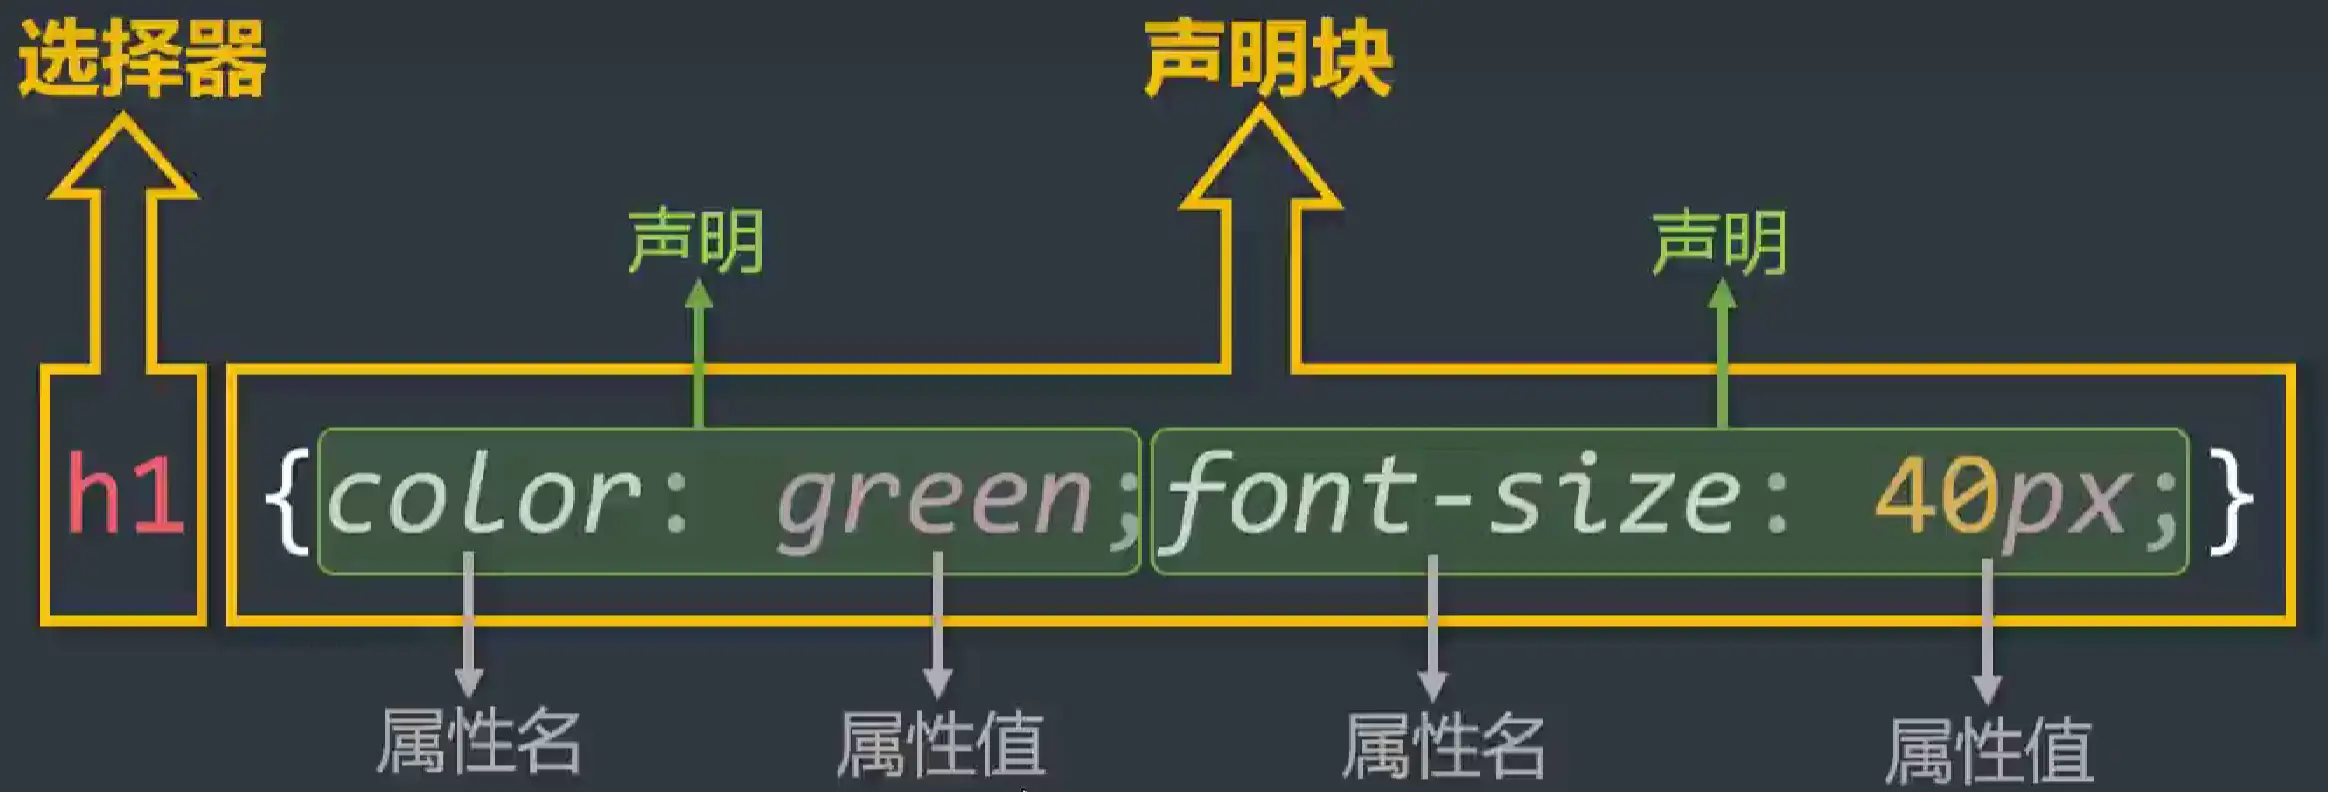 选择器 声明块
声明 声明
h1 {color: green;font-size: 40px;}
属性名 属性值 属性名 属性值